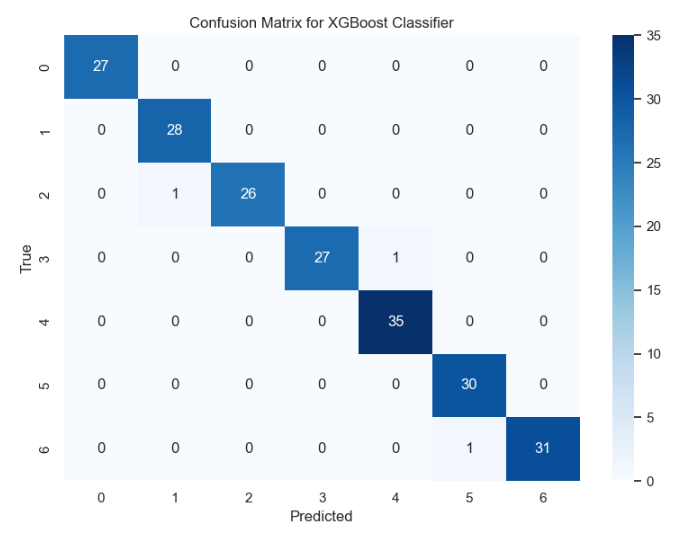 Confusion Matrix for XGBoost Classifier
0 27 0 0 0 0 0 0
1 0 28 0 0 0 0 0
2 0 1 26 0 0 0 0
3 0 0 0 27 1 0 0
4 0 0 0 0 35 0 0
5 0 0 0 0 0 30 0
6 0 0 0 0 0 1 31
True
0 1 2 3 4 5 6
Predicted
35
30
25
20
15
10
5
0